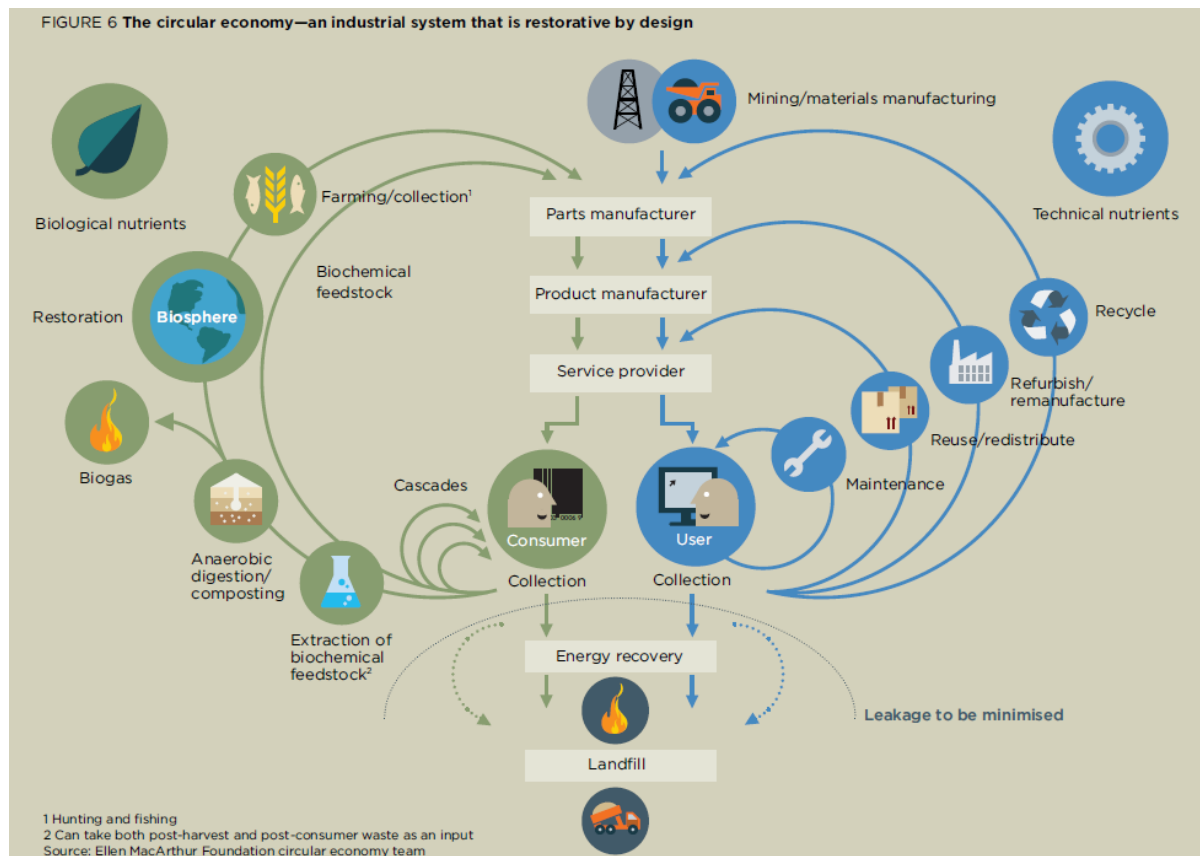 FIGURE 6 The circular economy—an industrial system that is restorative by design
Mining/materials manufacturing
Biological nutrients
Farming/collection¹
Parts manufacturer
Technical nutrients
Biochemical
feedstock
Product manufacturer
Restoration
Biosphere
Recycle
Service provider
Refurbish/
remanufacture
Reuse/redistribute
Biogas
Cascades
Maintenance
Consumer
User
Anaerobic
digestion/
composting
Collection
Collection
Extraction of
biochemical
feedstock²
Energy recovery
Leakage to be minimised
Landfill
1 Hunting and fishing
2 Can take both post-harvest and post-consumer waste as an input
Source: Ellen MacArthur Foundation circular economy team